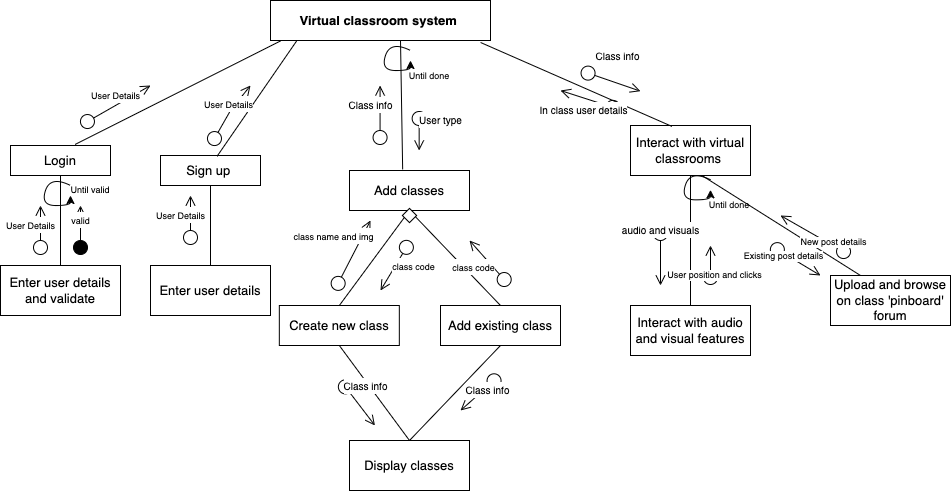 Virtual classroom system
Class info
Until done
User Details
User Details
Class info
In class user details
User type
Login
Sign up
Interact with virtual
classrooms
Add classes
Until valid
Until done
User Details
valid
User Details
class name and img
audio and visuals
New post details
Existing post details
class code
class code
User position and clicks
Enter user details
and validate
Enter user details
Upload and browse
on class 'pinboard'
forum
Create new class
Add existing class
Interact with audio
and visual features
Class info
Class info
Display classes